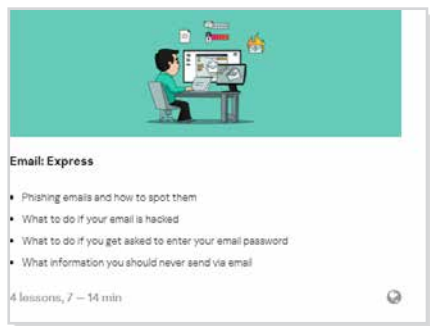 Email: Express
• Phishing emails and how to spot them
• What to do if your email is hacked
• What to do if you get asked to enter your email password
• What information you should never send via email
4 lessons, 7 – 14 min